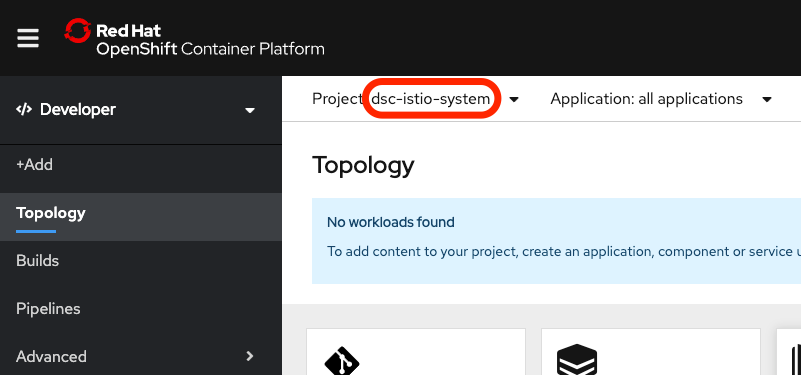 Red Hat
OpenShift Container Platform
Developer
Project: dsc-istio-system
Application: all applications
+Add
Topology
Builds
Pipelines
Advanced
Topology
No workloads found
To add content to your project, create an application, component or service